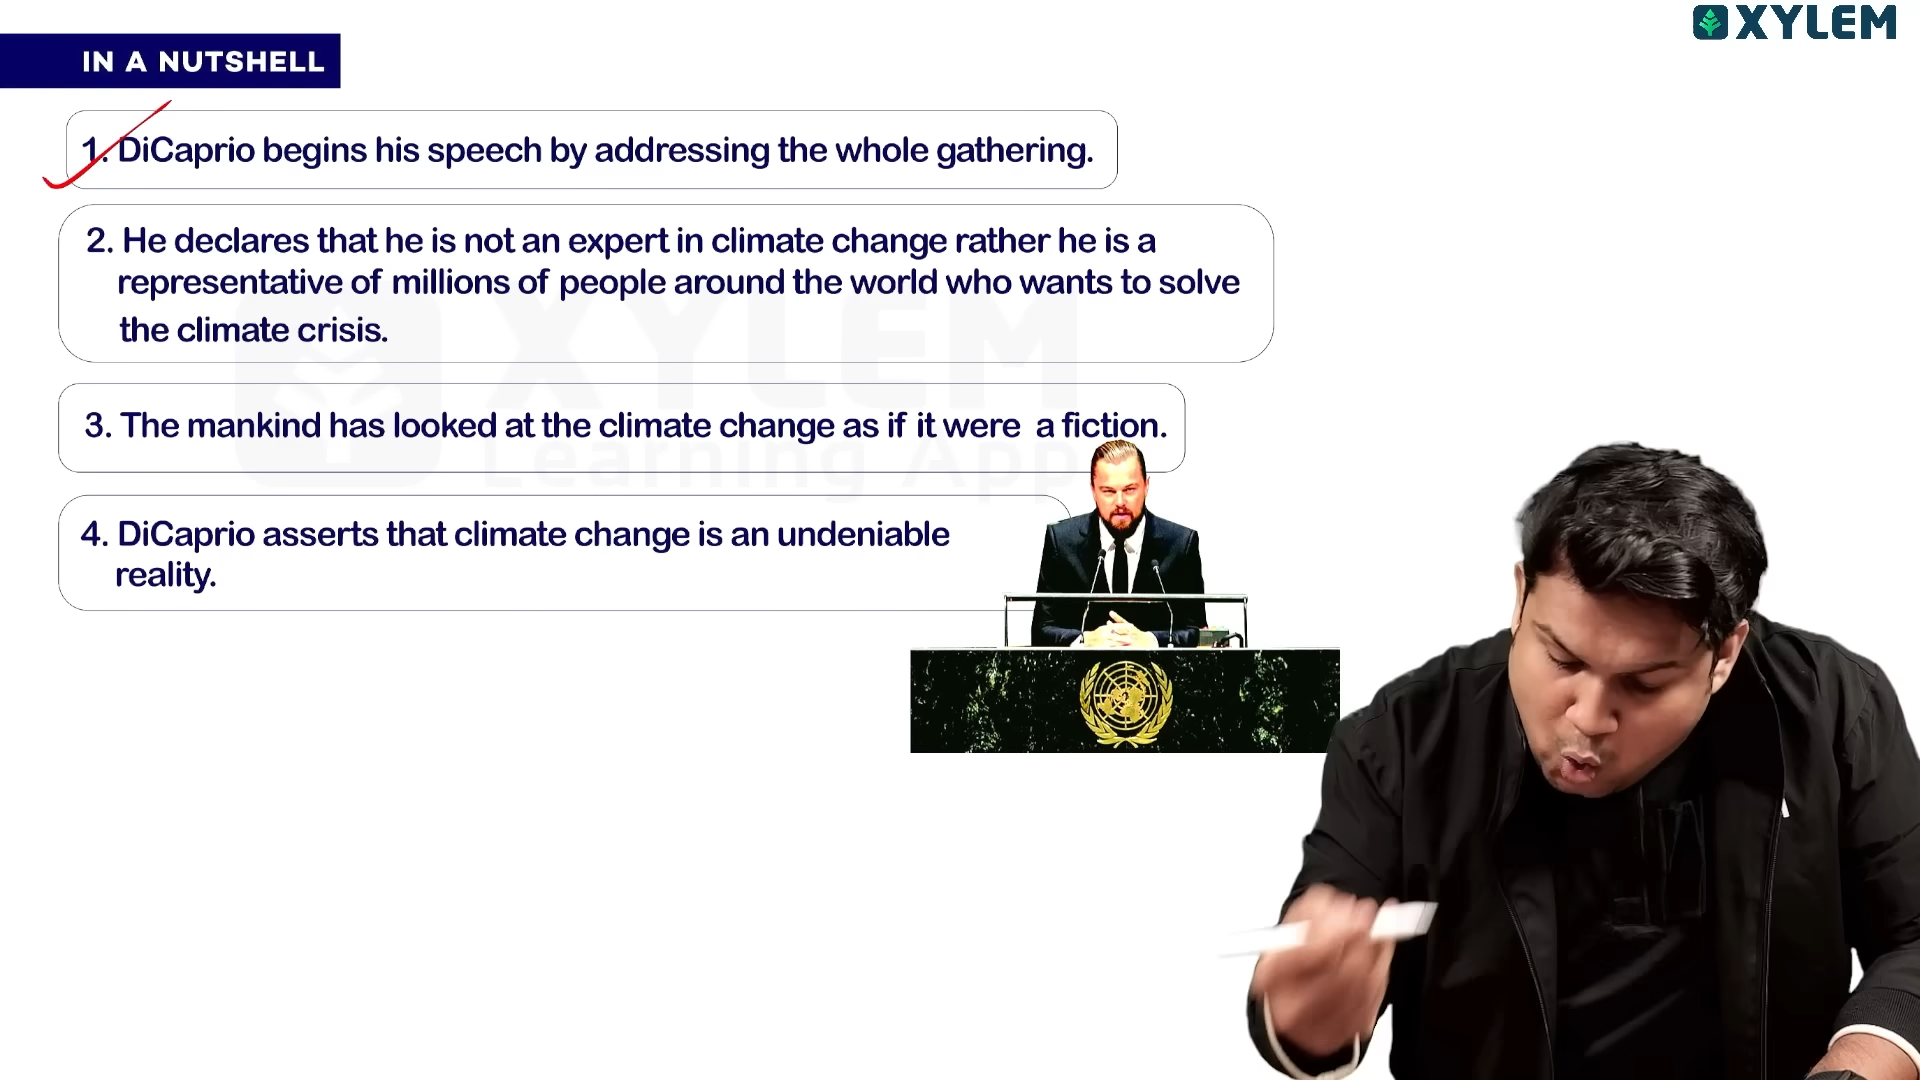 XYLEM
IN A NUTSHELL
1. DiCaprio begins his speech by addressing the whole gathering.
2. He declares that he is not an expert in climate change rather he is a
representative of millions of people around the world who wants to solve
the climate crisis.
3. The mankind has looked at the climate change as if it were a fiction.
4. DiCaprio asserts that climate change is an undeniable
reality.
XYLEM
Learning App